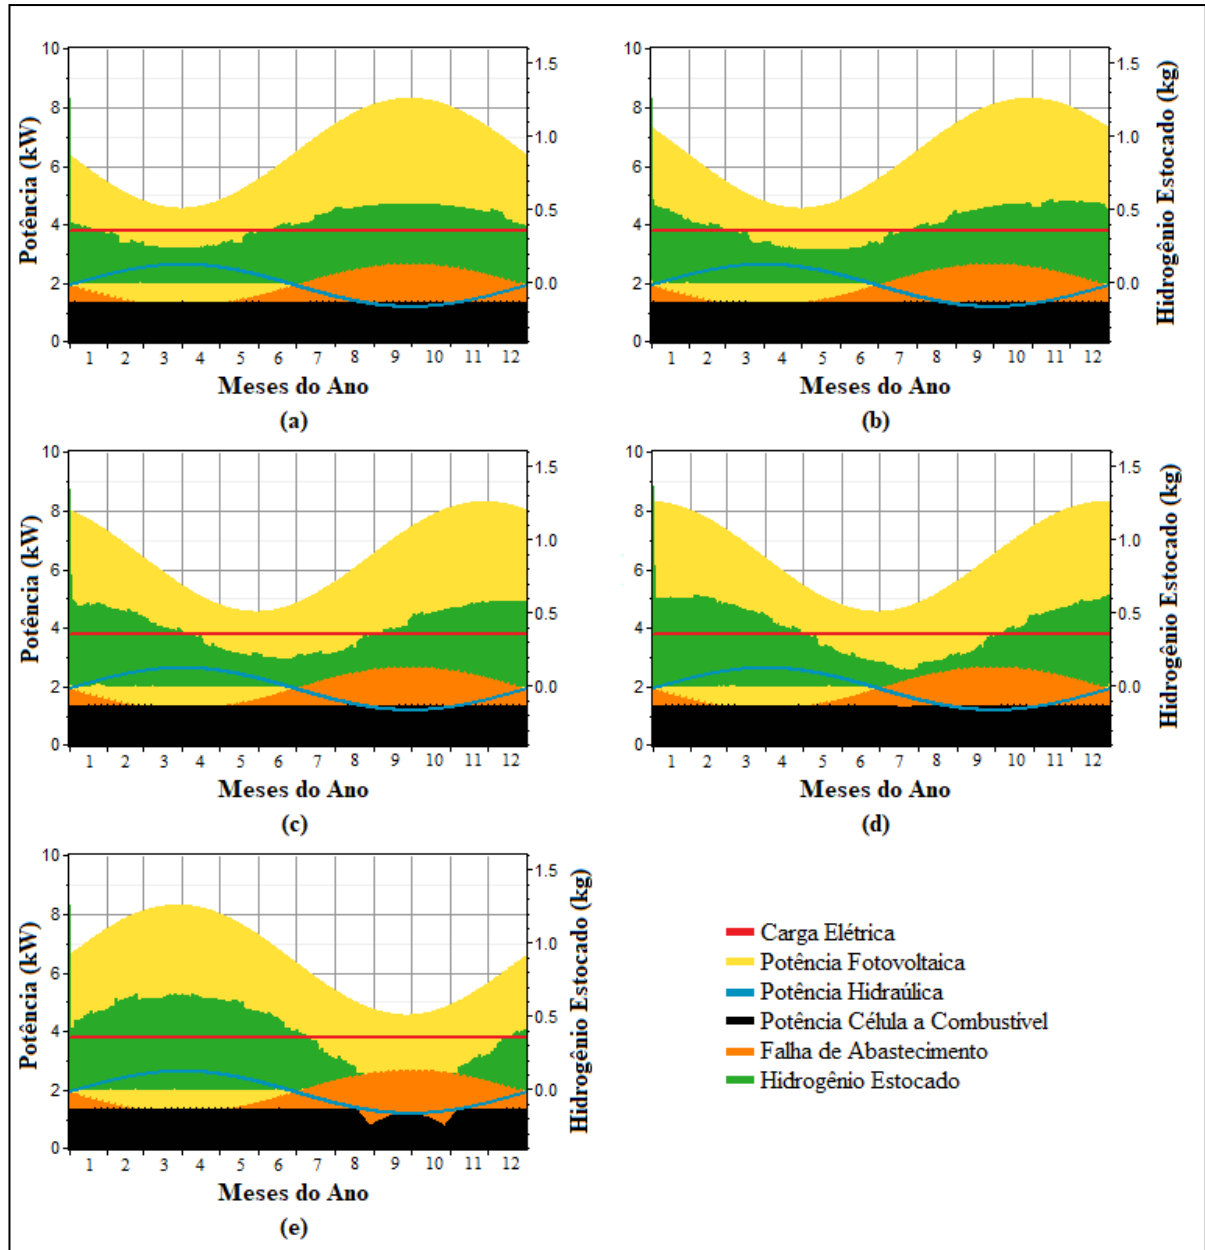 10
8
6
4
2
0
Potência (kW)
1.5
1.0
0.5
0.0
1 2 3 4 5 6 7 8 9 10 11 12
Meses do Ano
(a)
10
8
6
4
2
0
1.5
1.0
0.5
0.0
Hidrogênio Estocado (kg)
1 2 3 4 5 6 7 8 9 10 11 12
Meses do Ano
(b)
10
8
6
4
2
0
Potência (kW)
1.5
1.0
0.5
0.0
1 2 3 4 5 6 7 8 9 10 11 12
Meses do Ano
(c)
10
8
6
4
2
0
1.5
1.0
0.5
0.0
Hidrogênio Estocado (kg)
1 2 3 4 5 6 7 8 9 10 11 12
Meses do Ano
(d)
10
8
6
4
2
0
Potência (kW)
1.5
1.0
0.5
0.0
Hidrogênio Estocado (kg)
1 2 3 4 5 6 7 8 9 10 11 12
Meses do Ano
(e)
Carga Elétrica
Potência Fotovoltaica
Potência Hidraúlica
Potência Célula a Combustível
Falha de Abastecimento
Hidrogênio Estocado